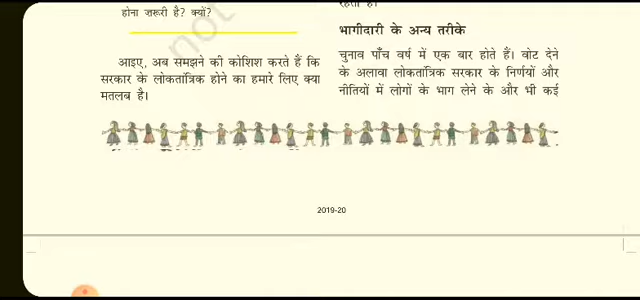 होना ज़रूरी है? क्यों?
आइए, अब समझने की कोशिश करते हैं कि
सरकार के लोकतांत्रिक होने का हमारे लिए क्या
मतलब है।
भागीदारी के अन्य तरीके
चुनाव पाँच वर्ष में एक बार होते हैं। वोट देने
के अलावा लोकतांत्रिक सरकार के निर्णयों और
नीतियों में लोगों के भाग लेने के और भी कई
not
2019-20